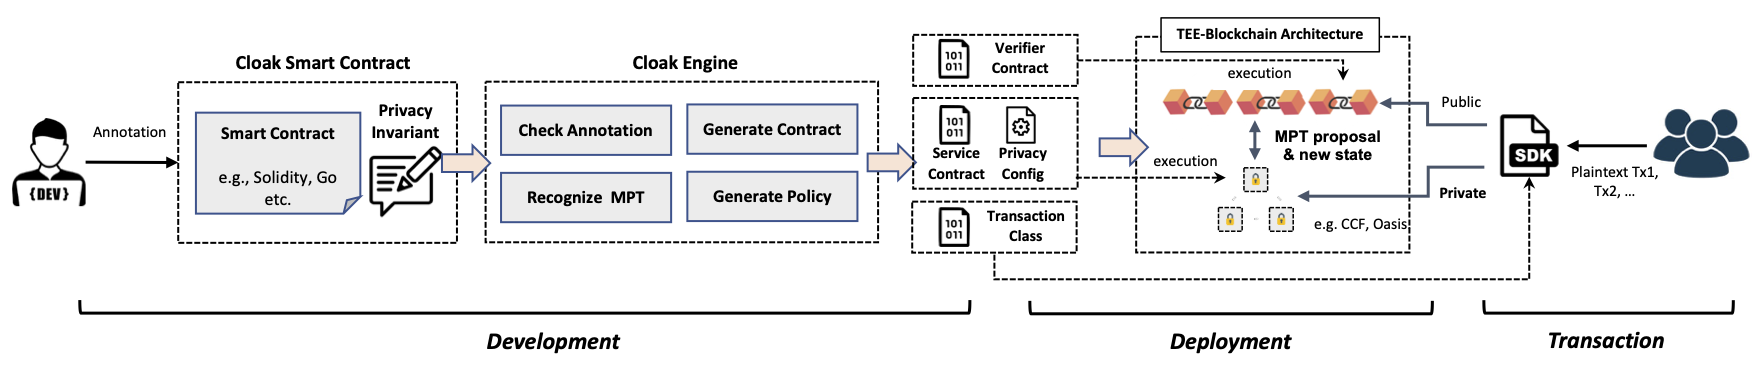 {DEV}
Annotation
Cloak Smart Contract
Smart Contract
e.g., Solidity, Go
etc.
Privacy
Invariant
Cloak Engine
Check Annotation
Generate Contract
Recognize MPT
Generate Policy
101
011
Verifier
Contract
101
011
Service
Contract
Privacy
Config
101
011
Transaction
Class
TEE-Blockchain Architecture
execution
MPT proposal
& new state
execution
e.g. CCF, Oasis
Public
Private
SDK
Plaintext Tx1,
Tx2, ...
Development
Deployment
Transaction